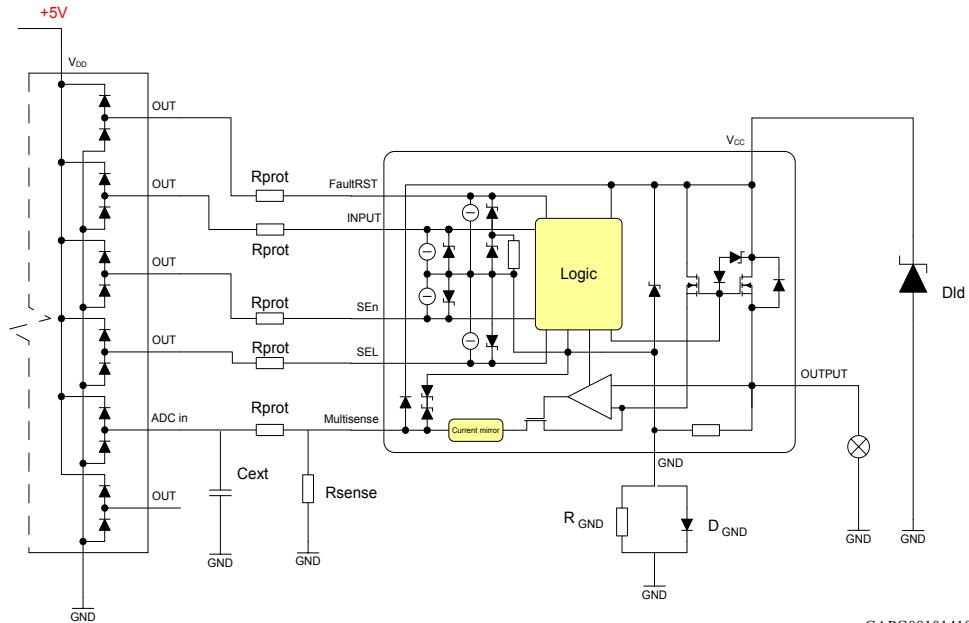 +5V
VDD
OUT
VCC
Rprot
FaultRST
OUT
INPUT
Rprot
OUT
Logic
Dld
Rprot
SEn
OUT
Rprot
SEL
OUTPUT
ADC in
Rprot
Multisense
Current mirror
GND
Cext
Rsense
OUT
R GND
D GND
GND
GND
GND
GND
GND
GND